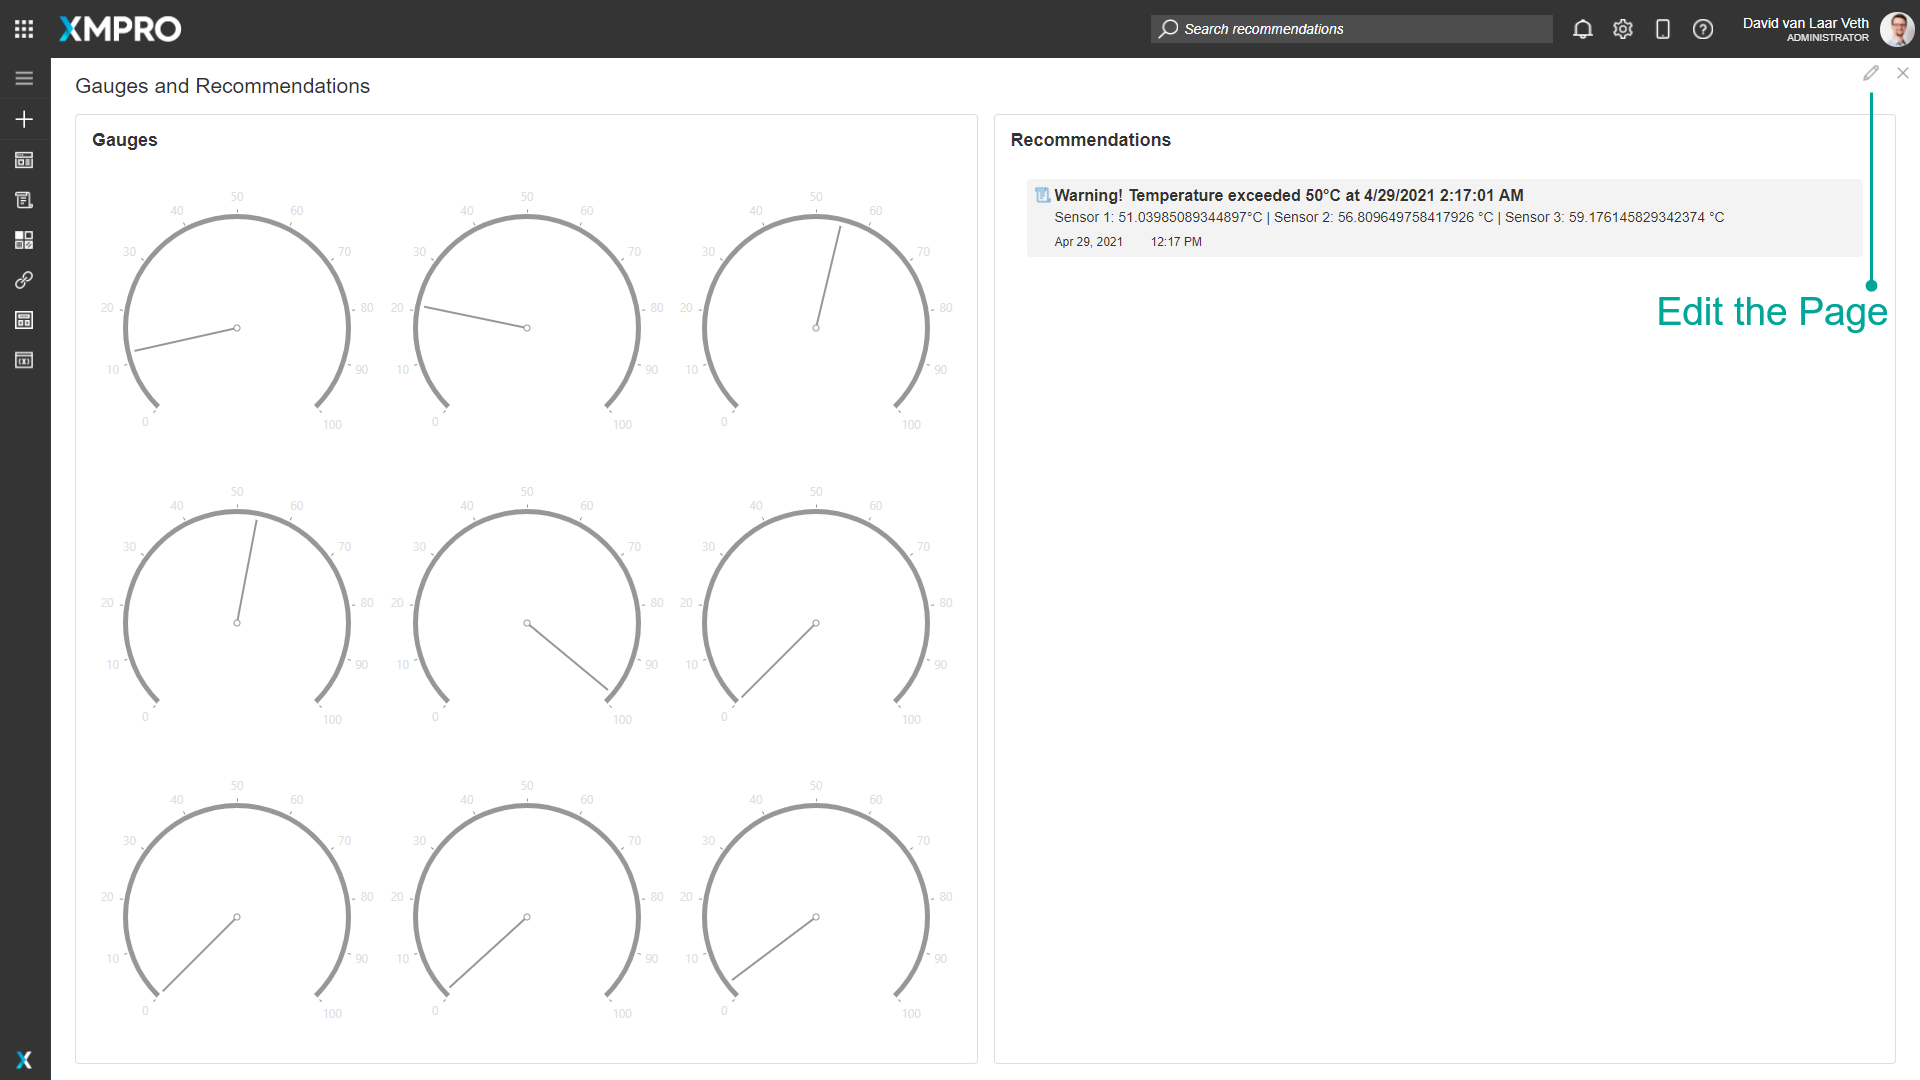 XMPRO
Search recommendations
David van Laar Veth
ADMINISTRATOR
Gauges and Recommendations
Gauges
0 10 20 30 40 50 60 70 80 90 100
0 10 20 30 40 50 60 70 80 90 100
0 10 20 30 40 50 60 70 80 90 100
0 10 20 30 40 50 60 70 80 90 100
0 10 20 30 40 50 60 70 80 90 100
0 10 20 30 40 50 60 70 80 90 100
0 10 20 30 40 50 60 70 80 90 100
0 10 20 30 40 50 60 70 80 90 100
0 10 20 30 40 50 60 70 80 90 100
Recommendations
Warning! Temperature exceeded 50°C at 4/29/2021 2:17:01 AM
Sensor 1: 51.03985089344897°C | Sensor 2: 56.809649758417926 °C | Sensor 3: 59.176145829342374 °C
Apr 29, 2021 12:17 PM
Edit the Page